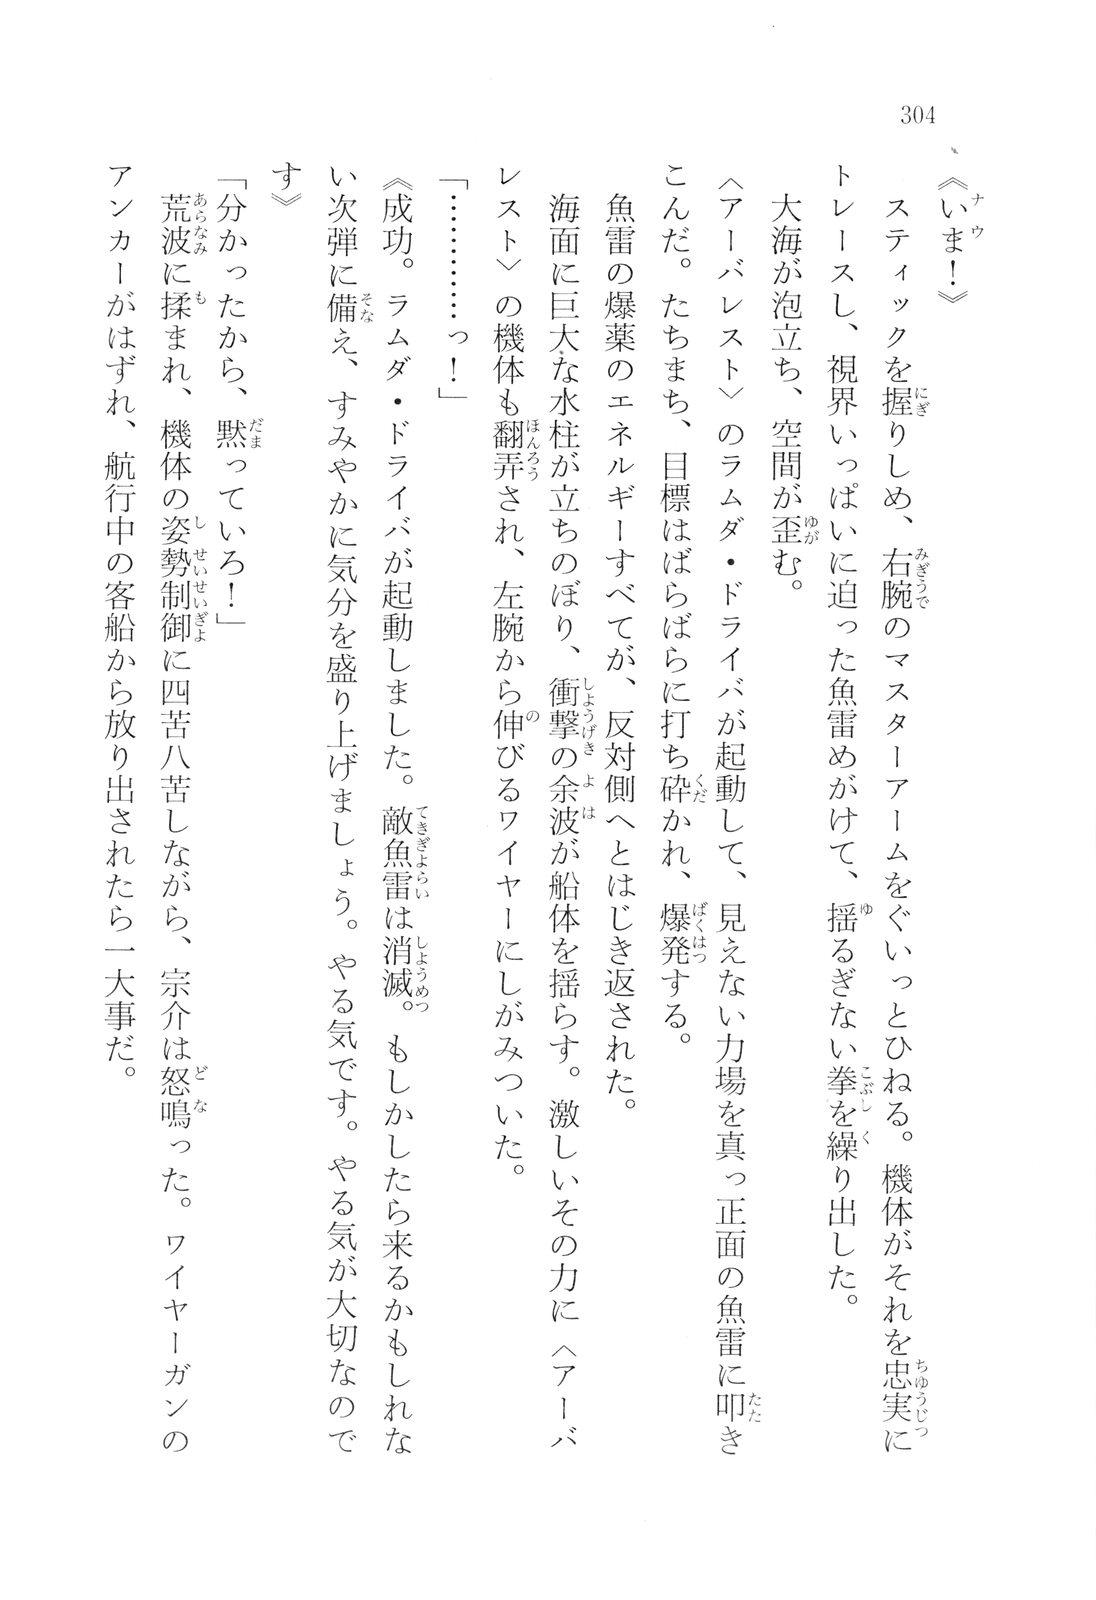 304
《いま！》
スティックを握りしめ、右腕のマスターアームをぐいっとひねる。機体がそれを忠実に
トレースし、視界いっぱいに迫った魚雷めがけて、揺るぎない拳を繰り出した。
大海が泡立ち、空間が歪む。
〈アーバレスト〉のラムダ・ドライバが起動して、見えない力場を真っ正面の魚雷に叩き
こんだ。たちまち、目標はばらばらに打ち砕かれ、爆発する。
魚雷の爆薬のエネルギーすべてが、反対側へとはじき返された。
海面に巨大な水柱が立ちのぼり、衝撃の余波が船体を揺らす。激しいその力に〈アーバ
レスト〉の機体も翻弄され、左腕から伸びるワイヤーにしがみついた。
「…………っ！」
《成功。ラムダ・ドライバが起動しました。敵魚雷は消滅。もしかしたら来るかもしれな
い次弾に備え、すみやかに気分を盛り上げましょう。やる気です。やる気が大切なので
す》
「分かったから、黙っていろ！」
荒波に揉まれ、機体の姿勢制御に四苦八苦しながら、宗介は怒鳴った。ワイヤーガンの
アンカーがはずれ、航行中の客船から放り出されたら一大事だ。